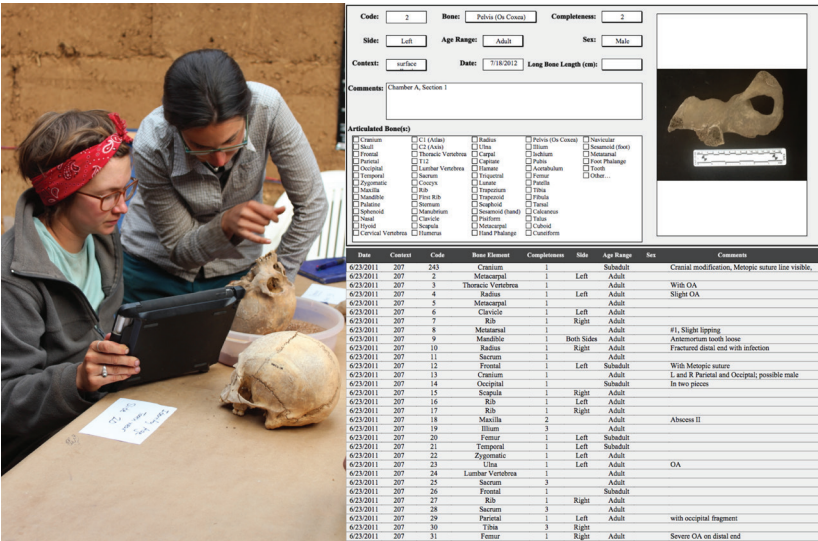 Code: 2 Bone: Pelvis (Os Coxea) Completeness: 2
Side: Left Age Range: Adult Sex: Male
Context: surface Date: 7/18/2012 Long Bone Length (cm):
Comments: Chamber A, Section 1
Articulated Bone(s):
Cranium C1 (Atlas) Radius Pelvis (Os Coxea) Navicular
Skull C2 (Axis) Ulna Ilium Sesamoid (foot)
Frontal Thoracic Vertebrea Carpal Ischium Metatarsal
Parietal T12 Capitate Pubis Foot Phalange
Occipital Lumbar Vertebrea Hamate Acetabulum Tooth
Temporal Sacrum Triquetral Femur Other...
Zygomatic Coccyx Lunate Patella
Maxilla Rib Trapezium Tibia
Mandible First Rib Trapezoid Fibula
Palatine Sternum Scaphoid Tarsal
Sphenoid Manubrium Sesamoid (hand) Calcaneus
Nasal Clavicle Pisiform Talus
Hyoid Scapula Metacarpal Cuboid
Cervical Vertebrea Humerus Hand Phalange Cuneiform
Date Context Code Bone Element Completeness Side Age Range Sex Comments
6/23/2011 207 243 Cranium 1 Subadult Cranial modification, Metopic suture line visible,
6/23/2011 207 2 Metacarpal 1 Left Adult
6/23/2011 207 3 Thoracic Vertebrea 1 Adult With OA
6/23/2011 207 4 Radius 1 Left Adult Slight OA
6/23/2011 207 5 Metacarpal 1 Adult
6/23/2011 207 6 Clavicle 1 Left Adult
6/23/2011 207 7 Rib 1 Right Adult
6/23/2011 207 8 Metatarsal 1 Adult #1, Slight lipping
6/23/2011 207 9 Mandible 1 Both Sides Adult Antemortum tooth loose
6/23/2011 207 10 Radius 1 Right Adult Fractured distal end with infection
6/23/2011 207 11 Sacrum 1 Adult
6/23/2011 207 12 Frontal 1 Left Subadult With Metopic suture
6/23/2011 207 13 Cranium 1 Adult L and R Parietal and Occiptal; possible male
6/23/2011 207 14 Occipital 1 Subadult In two pieces
6/23/2011 207 15 Scapula 1 Right Adult
6/23/2011 207 16 Rib 1 Left Adult
6/23/2011 207 17 Rib 1 Right Adult
6/23/2011 207 18 Maxilla 2 Adult Abscess II
6/23/2011 207 19 Illium 3 Adult
6/23/2011 207 20 Femur 1 Left Subadult
6/23/2011 207 21 Temporal 1 Left Subadult
6/23/2011 207 22 Zygomatic 1 Left Adult
6/23/2011 207 23 Ulna 1 Left Adult OA
6/23/2011 207 24 Lumbar Vertebrea 1 Adult
6/23/2011 207 25 Sacrum 3 Adult
6/23/2011 207 26 Frontal 1 Subadult
6/23/2011 207 27 Rib 1 Right Adult
6/23/2011 207 28 Sacrum 3 Adult
6/23/2011 207 29 Parietal 1 Left Adult with occipital fragment
6/23/2011 207 30 Tibia 3 Right
6/23/2011 207 31 Femur 1 Right Adult Severe OA on distal end